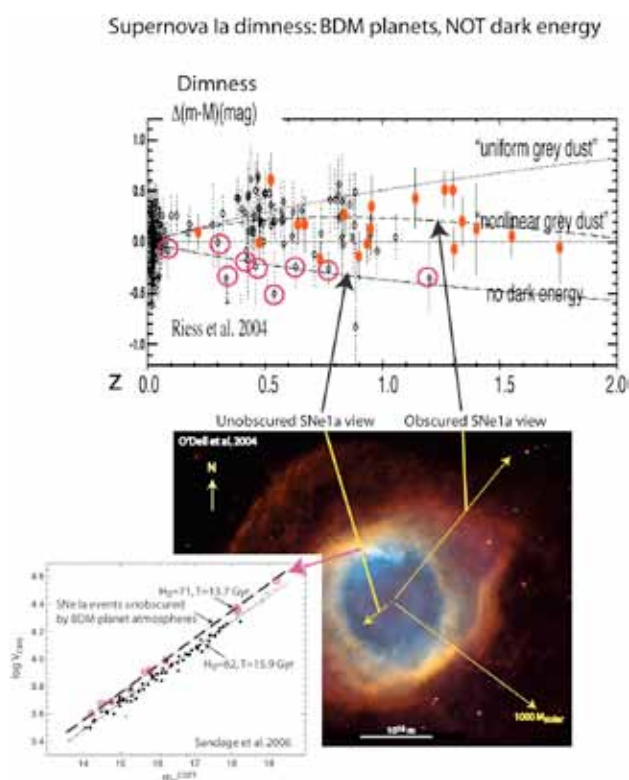 Supernova Ia dimness: BDM planets, NOT dark energy
Dimness
Δ(m-M)(mag)
1.0
0.5
0.0
-0.5
-1.0
"uniform grey dust"
"nonlinear grey dust"
no dark energy
Riess et al. 2004
z
0.0
0.5
1.0
1.5
2.0
Unobscured SNe1a view
Obscured SNe1a view
O'Dell et al, 2004
N
H0=71, T=13.7 Gyr
SNe Ia events unobscured
by BDM planet atmospheres
H0=62, T=15.9 Gyr
Sandage et al. 2006
4.6
4.4
4.2
4.0
3.8
3.6
3.4
14
15
16
17
18
19
1000 M
m